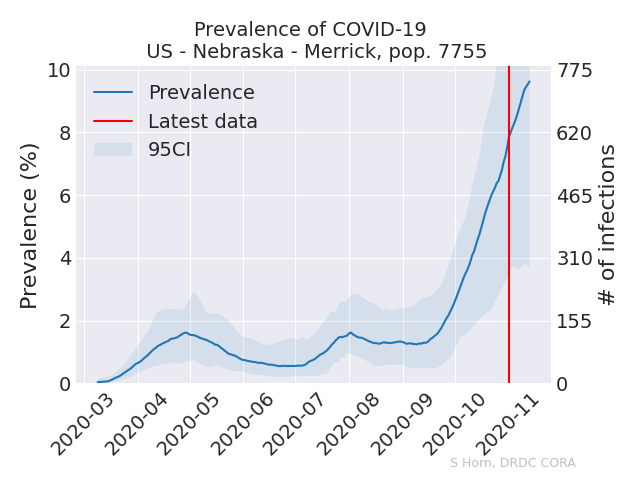 Prevalence of COVID-19
US - Nebraska - Merrick, pop. 7755
10
8
6
4
2
0
Prevalence (%)
Prevalence
Latest data
95CI
775
620
465
310
155
0
# of infections
2020-03
2020-04
2020-05
2020-06
2020-07
2020-08
2020-09
2020-10
2020-11
S Horn, DRDC CORA